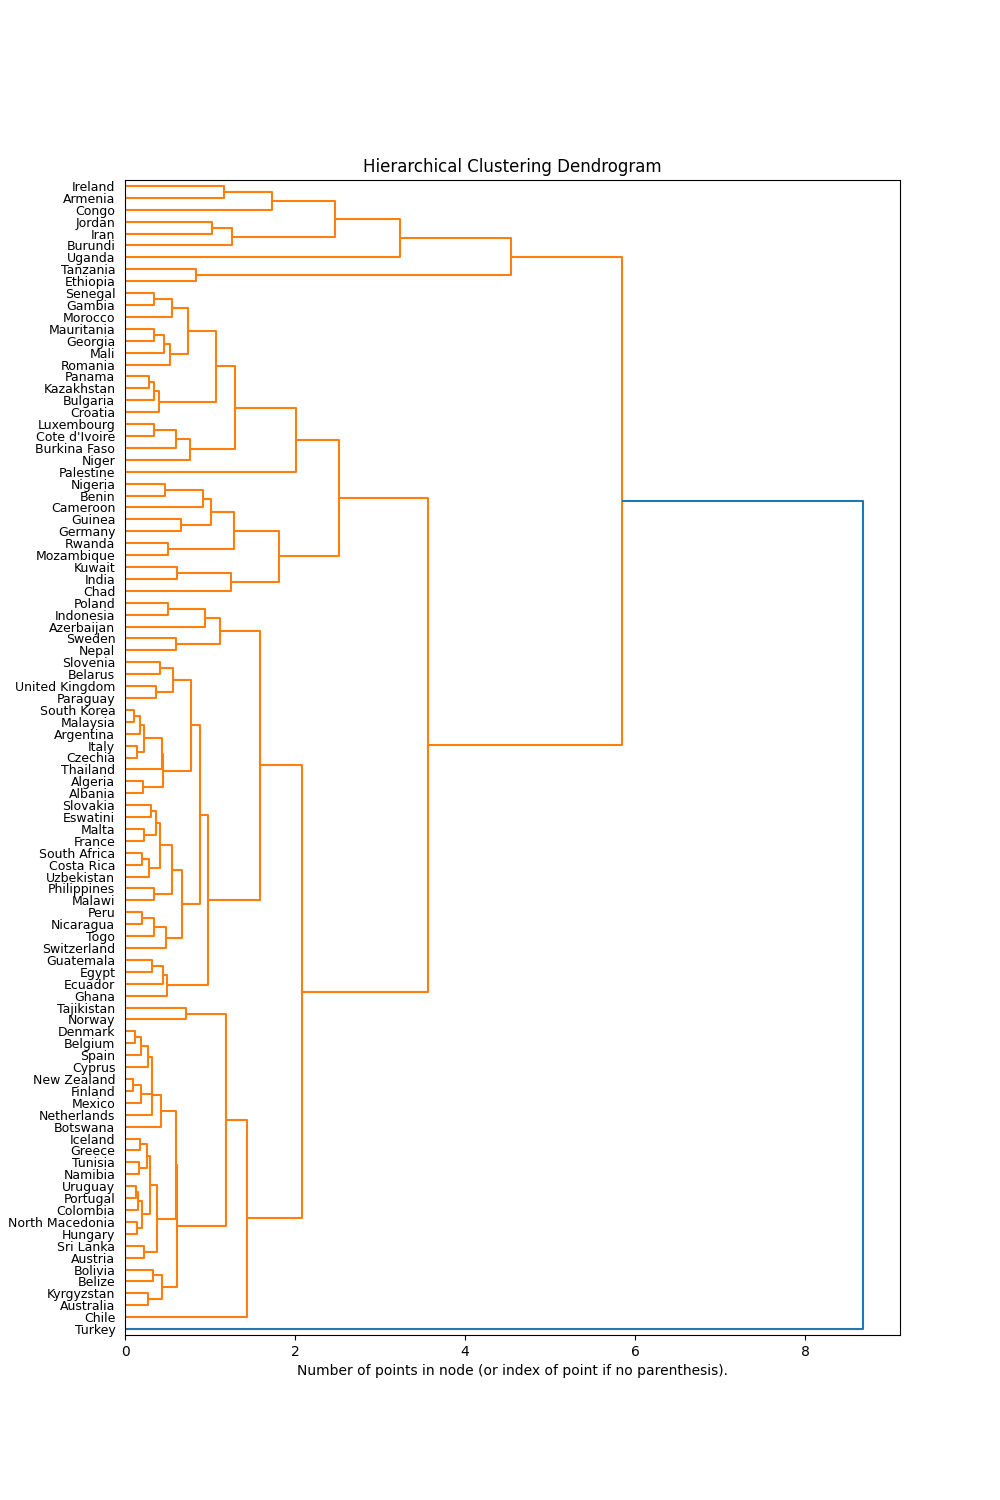 Hierarchical Clustering Dendrogram
Ireland
Armenia
Congo
Jordan
Iran
Burundi
Uganda
Tanzania
Ethiopia
Senegal
Gambia
Morocco
Mauritania
Georgia
Mali
Romania
Panama
Kazakhstan
Bulgaria
Croatia
Luxembourg
Cote d'Ivoire
Burkina Faso
Niger
Palestine
Nigeria
Benin
Cameroon
Guinea
Germany
Rwanda
Mozambique
Kuwait
India
Chad
Poland
Indonesia
Azerbaijan
Sweden
Nepal
Slovenia
Belarus
United Kingdom
Paraguay
South Korea
Malaysia
Argentina
Italy
Czechia
Thailand
Algeria
Albania
Slovakia
Eswatini
Malta
France
South Africa
Costa Rica
Uzbekistan
Philippines
Malawi
Peru
Nicaragua
Togo
Switzerland
Guatemala
Egypt
Ecuador
Ghana
Tajikistan
Norway
Denmark
Belgium
Spain
Cyprus
New Zealand
Finland
Mexico
Netherlands
Botswana
Iceland
Greece
Tunisia
Namibia
Uruguay
Portugal
Colombia
North Macedonia
Hungary
Sri Lanka
Austria
Bolivia
Belize
Kyrgyzstan
Australia
Chile
Turkey
0 2 4 6 8
Number of points in node (or index of point if no parenthesis).